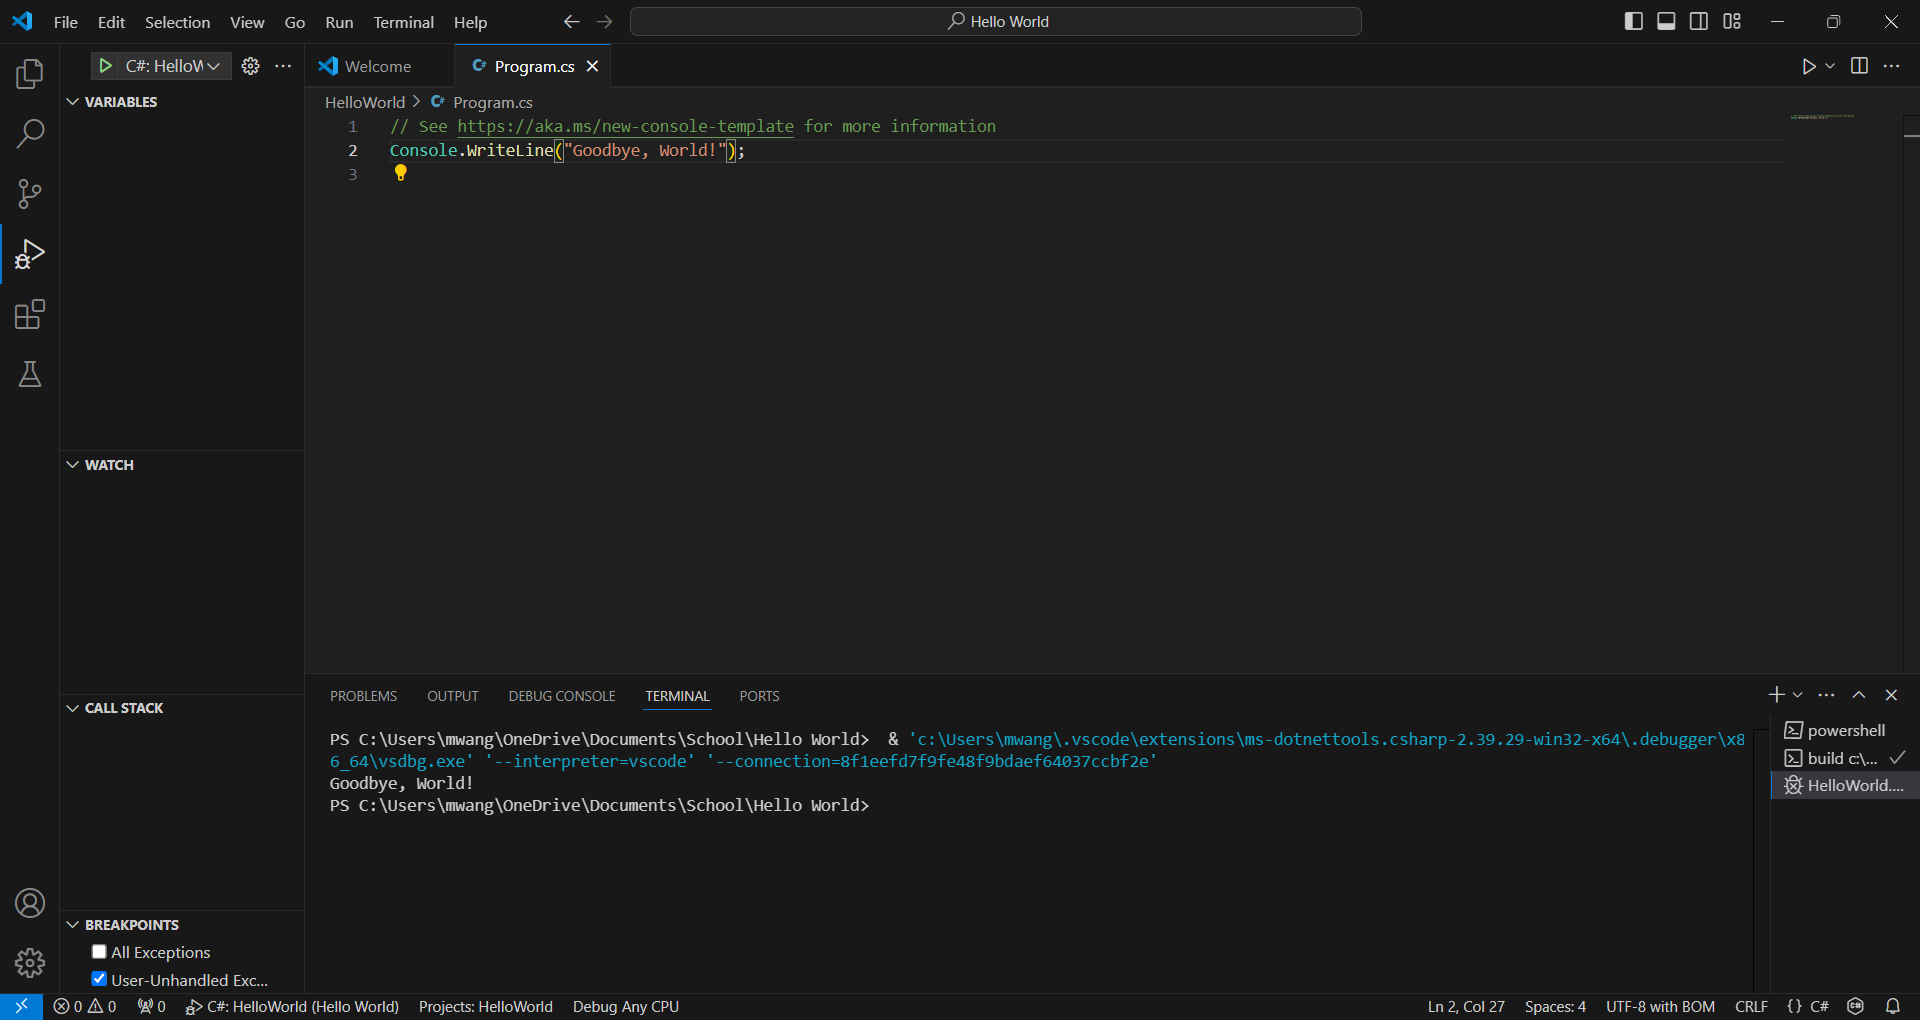 File Edit Selection View Go Run Terminal Help
Hello World
C#: HelloW
Welcome
Program.cs
VARIABLES
HelloWorld > Program.cs
1 // See https://aka.ms/new-console-template for more information
2 Console.WriteLine("Goodbye, World!");
3
WATCH
CALL STACK
BREAKPOINTS
All Exceptions
User-Unhandled Exc...
PROBLEMS OUTPUT DEBUG CONSOLE TERMINAL PORTS
PS C:\Users\mwang\OneDrive\Documents\School\Hello World>  & 'c:\Users\mwang\.vscode\extensions\ms-dotnettools.csharp-2.39.29-win32-x64\.debugger\x8
6_64\vsdbg.exe' '--interpreter=vscode' '--connection=8f1eefd7f9fe48f9bdaef64037ccbf2e'
Goodbye, World!
PS C:\Users\mwang\OneDrive\Documents\School\Hello World>
powershell
build c:\...
HelloWorld....
0 0 0 C#: HelloWorld (Hello World) Projects: HelloWorld Debug Any CPU Ln 2, Col 27 Spaces: 4 UTF-8 with BOM CRLF {} C#